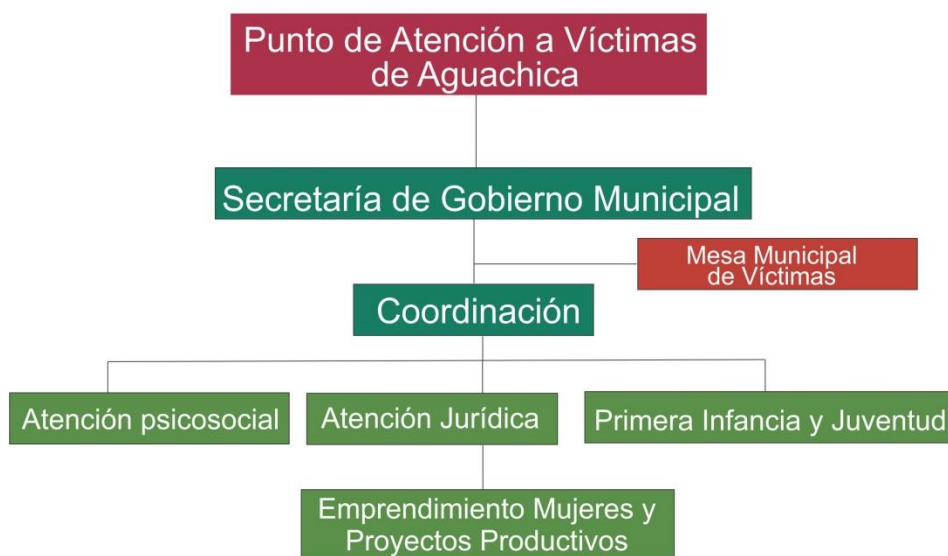 Punto de Atención a Víctimas
de Aguachica
Secretaría de Gobierno Municipal
Mesa Municipal
de Víctimas
Coordinación
Atención psicosocial
Atención Jurídica
Primera Infancia y Juventud
Emprendimiento Mujeres y
Proyectos Productivos